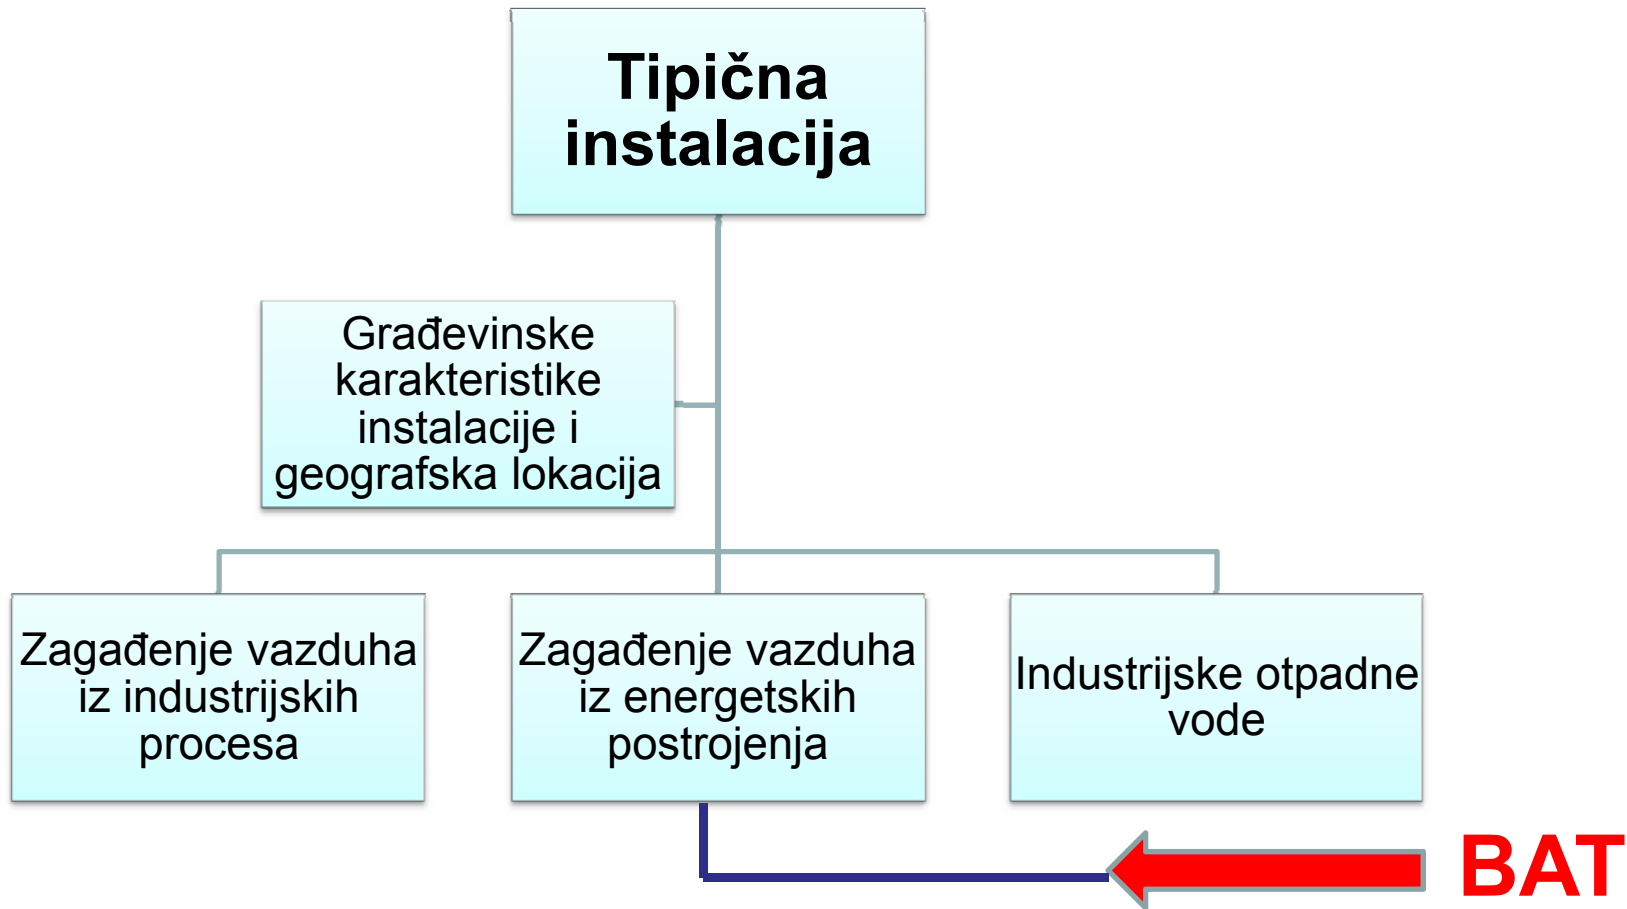 Tipična
instalacija
Građevinske
karakteristike
instalacije i
geografska lokacija
Zagađenje vazduha
iz industrijskih
procesa
Zagađenje vazduha
iz energetskih
postrojenja
Industrijske otpadne
vode
BAT